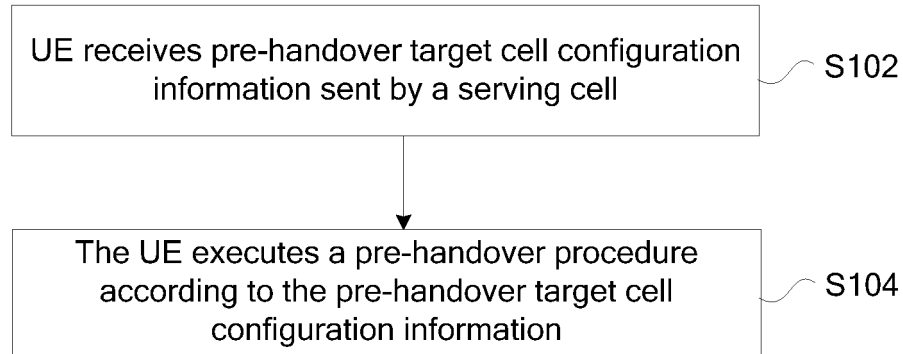 UE receives pre-handover target cell configuration
information sent by a serving cell
S102
The UE executes a pre-handover procedure
according to the pre-handover target cell
configuration information
S104